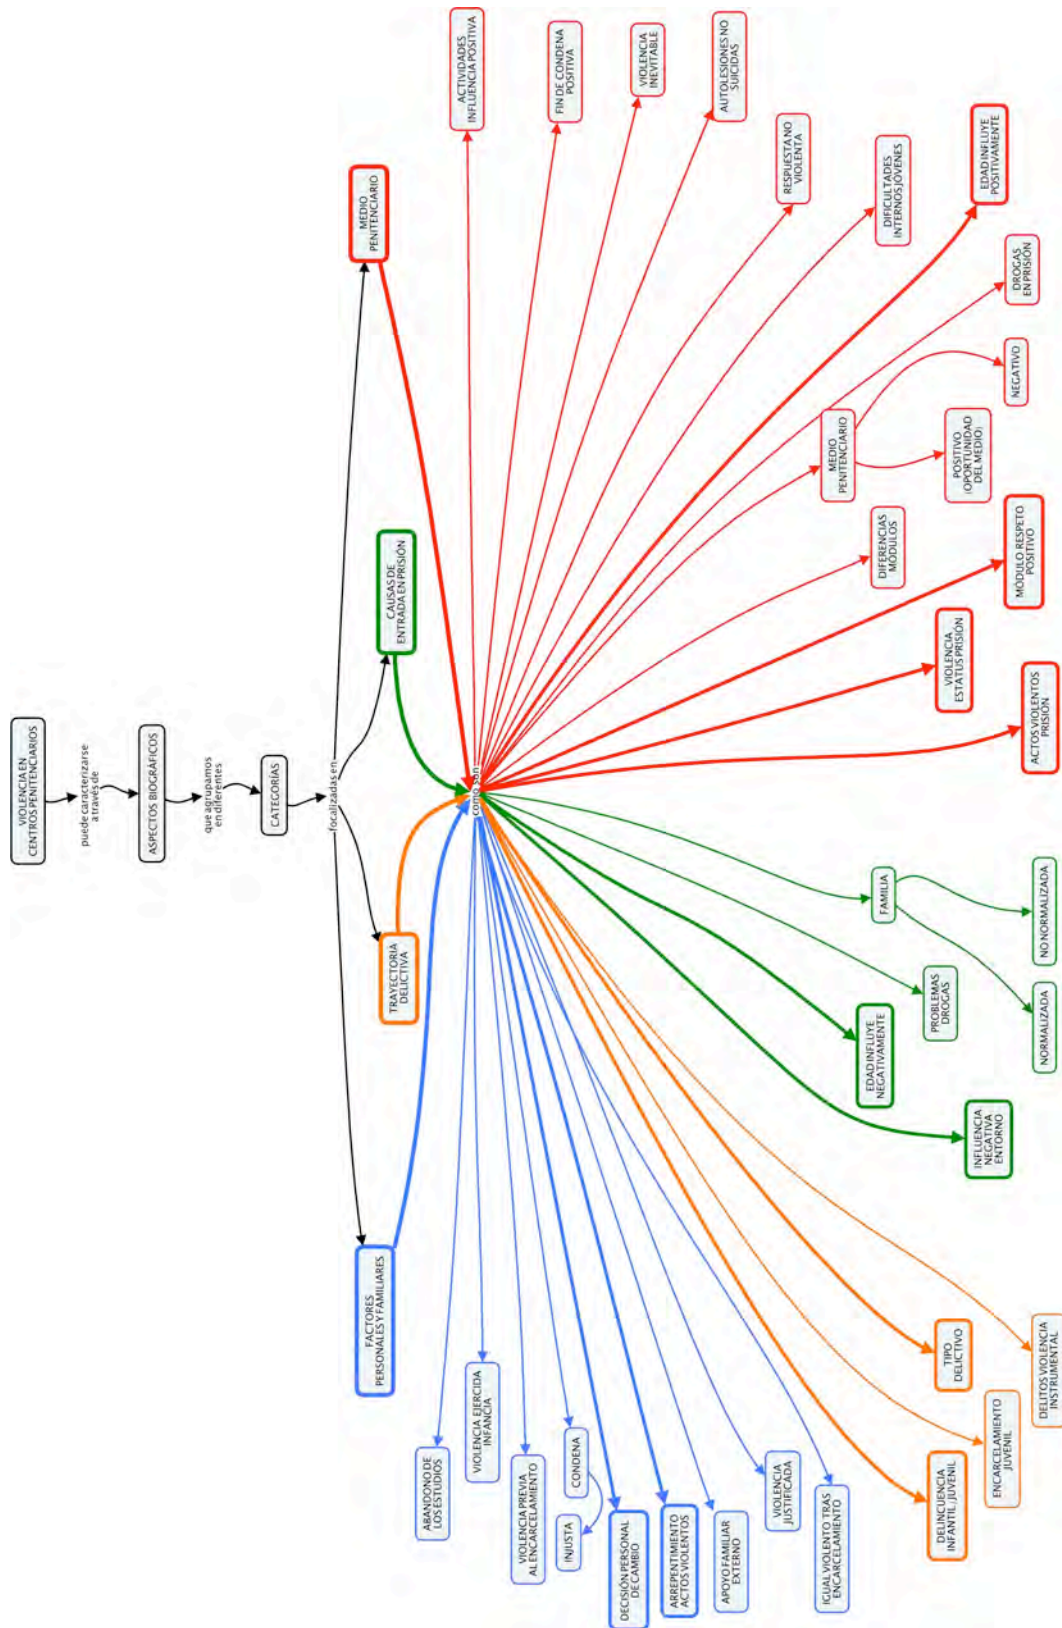 VIOLENCIA EN
CENTROS PENITENCIARIOS
puede caracterizarse
a través de
ASPECTOS BIOGRÁFICOS
que agrupamos
en diferentes
CATEGORÍAS
focalizadas en
FACTORES
PERSONALES Y FAMILIARES
TRAYECTORIA
DELICTIVA
CAUSAS DE
ENTRADA EN PRISIÓN
MEDIO
PENITENCIARIO
como son
ABANDONO DE
LOS ESTUDIOS
VIOLENCIA EJERCIDA
INFANCIA
VIOLENCIA PREVIA
AL ENCARCELAMIENTO
CONDENA
INJUSTA
DECISIÓN PERSONAL
DE CAMBIO
ARREPENTIMIENTO
ACTOS VIOLENTOS
APOYO FAMILIAR
EXTERNO
VIOLENCIA
JUSTIFICADA
IGUAL VIOLENTO TRAS
ENCARCELAMIENTO
DELINCUENCIA
INFANTIL /JUVENIL
ENCARCELAMIENTO
JUVENIL
TIPO
DELICTIVO
DELITOS VIOLENCIA
INSTRUMENTAL
INFLUENCIA
NEGATIVA
ENTORNO
EDAD INFLUYE
NEGATIVAMENTE
PROBLEMAS
DROGAS
FAMILIA
NORMALIZADA
NO NORMALIZADA
ACTOS VIOLENTOS
PRISIÓN
VIOLENCIA
ESTATUS PRISIÓN
MÓDULO RESPETO
POSITIVO
DIFERENCIAS
MÓDULOS
MEDIO
PENITENCIARIO
POSITIVO
(OPORTUNIDAD
DEL MEDIO)
NEGATIVO
DROGAS
EN PRISIÓN
EDAD INFLUYE
POSITIVAMENTE
DIFICULTADES
INTERNOS JÓVENES
RESPUESTA NO
VIOLENTA
AUTOLESIONES NO
SUICIDAS
VIOLENCIA
INEVITABLE
FIN DE CONDENA
POSITIVA
ACTIVIDADES
INFLUENCIA POSITIVA